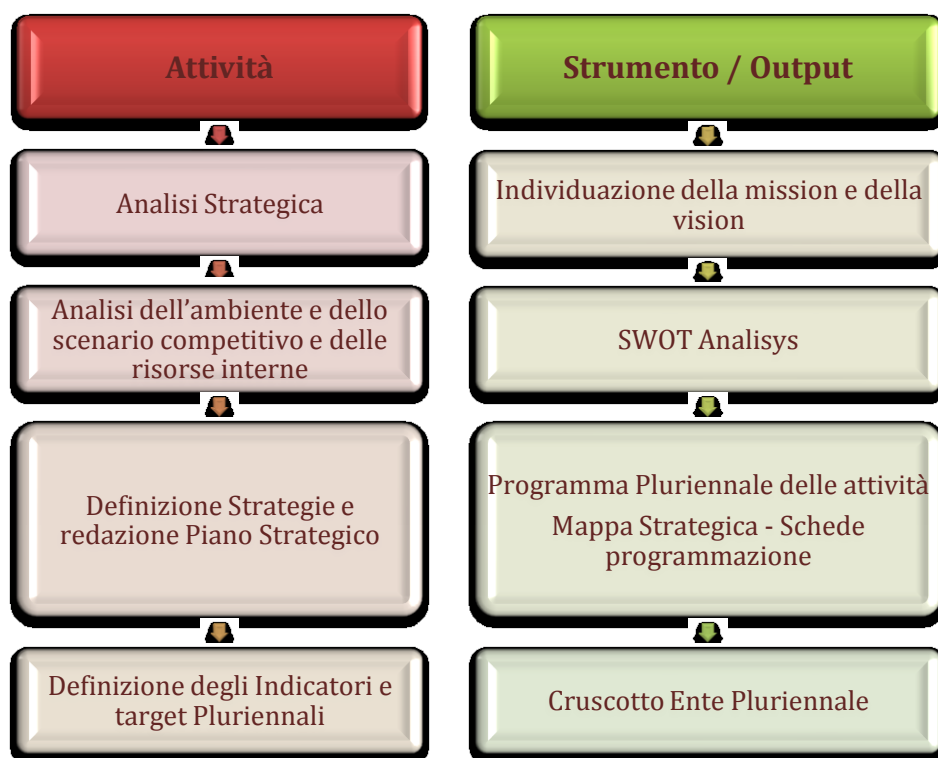 Attività
Analisi Strategica
Analisi dell’ambiente e dello
scenario competitivo e delle
risorse interne
Definizione Strategie e
redazione Piano Strategico
Definizione degli Indicatori e
target Pluriennali
Strumento / Output
Individuazione della mission e della
vision
SWOT Analisys
Programma Pluriennale delle attività
Mappa Strategica - Schede
programmazione
Cruscotto Ente Pluriennale